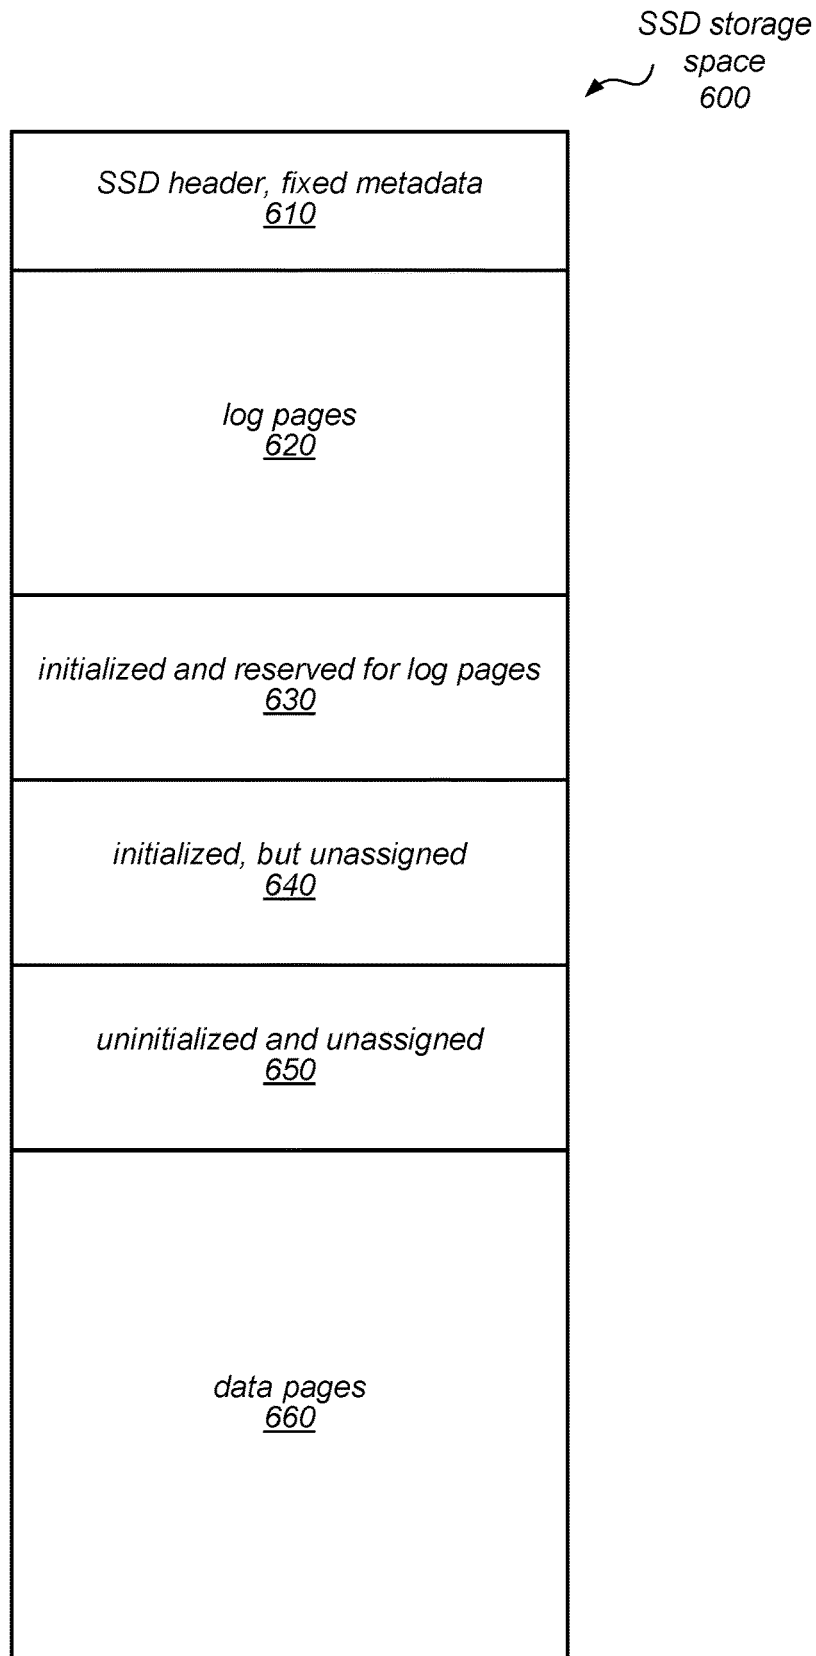 SSD storage
space
600
SSD header, fixed metadata
610
log pages
620
initialized and reserved for log pages
630
initialized, but unassigned
640
uninitialized and unassigned
650
data pages
660